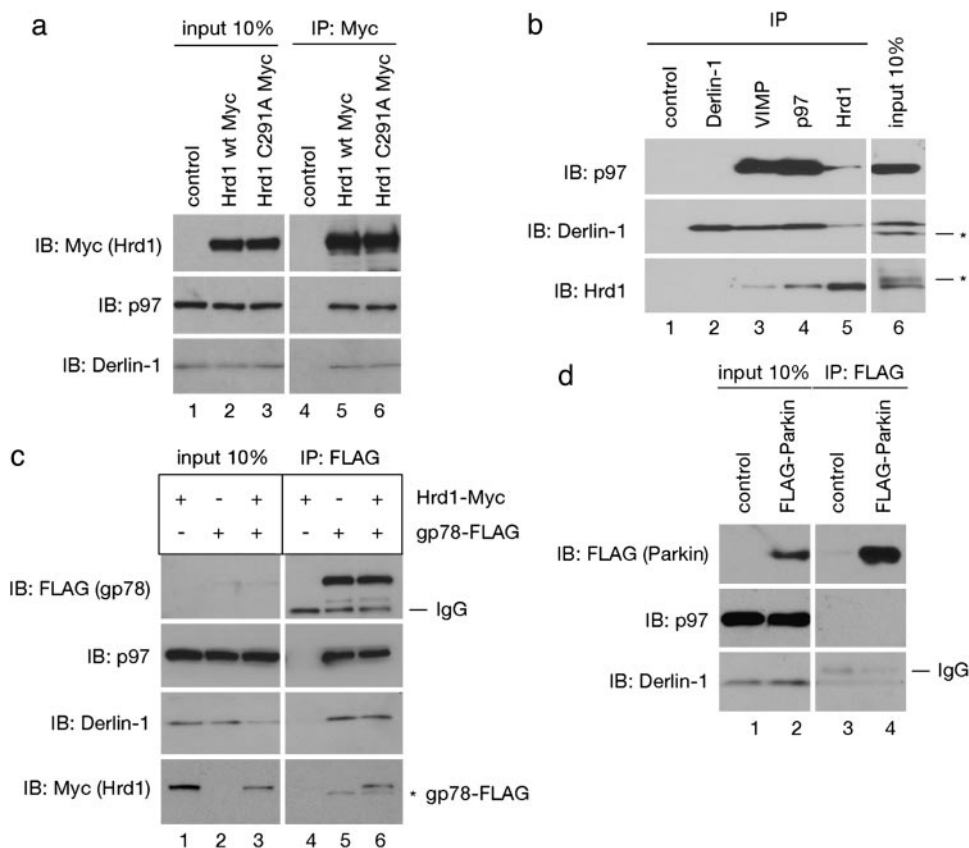 a
input 10%
IP: Myc
control
Hrd1 wt Myc
Hrd1 C291A Myc
control
Hrd1 wt Myc
Hrd1 C291A Myc
IB: Myc (Hrd1)
IB: p97
IB: Derlin-1
1 2 3 4 5 6
b
IP
control
Derlin-1
VIMP
p97
Hrd1
input 10%
IB: p97
IB: Derlin-1
*
IB: Hrd1
*
1 2 3 4 5 6
c
input 10%
IP: FLAG
+ - + + - + Hrd1-Myc
- + + - + + gp78-FLAG
IB: FLAG (gp78)
IgG
IB: p97
IB: Derlin-1
IB: Myc (Hrd1)
* gp78-FLAG
1 2 3 4 5 6
d
input 10%
IP: FLAG
control
FLAG-Parkin
control
FLAG-Parkin
IB: FLAG (Parkin)
IB: p97
IB: Derlin-1
IgG
1 2 3 4